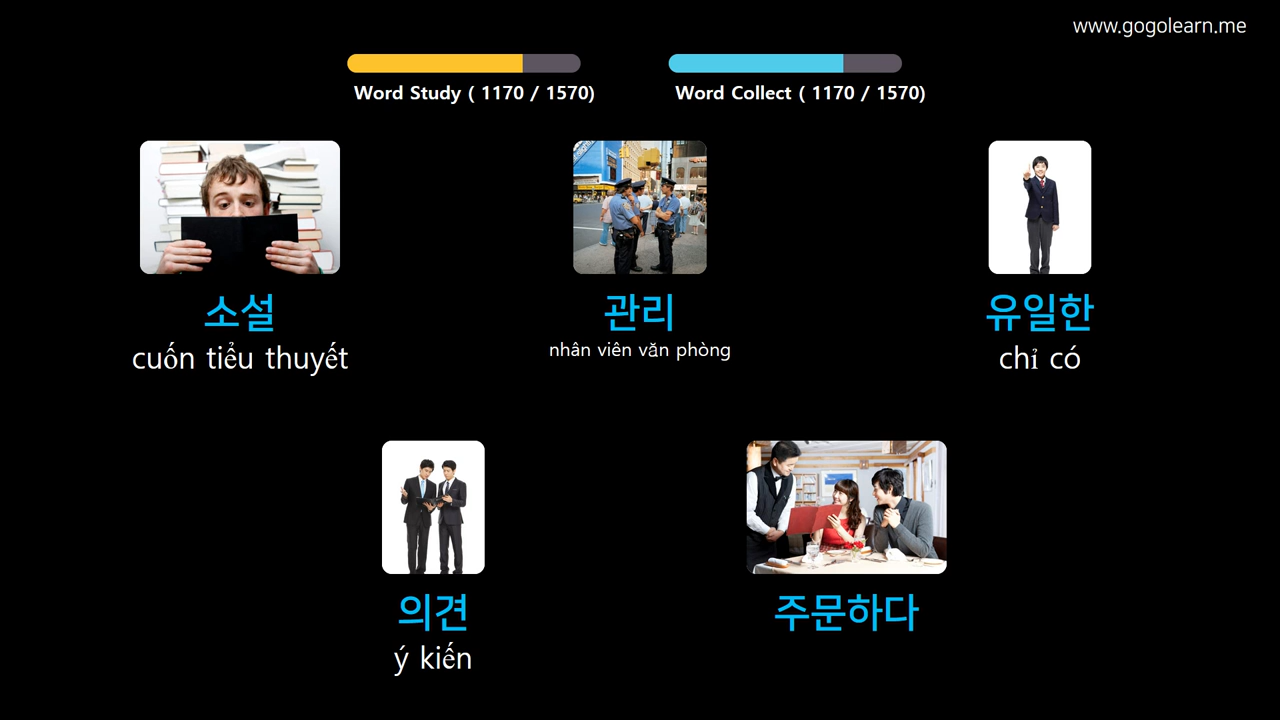 www.gogolearn.me
Word Study ( 1170 / 1570)
Word Collect ( 1170 / 1570)
소설
cuốn tiểu thuyết
관리
nhân viên văn phòng
유일한
chỉ có
의견
ý kiến
주문하다